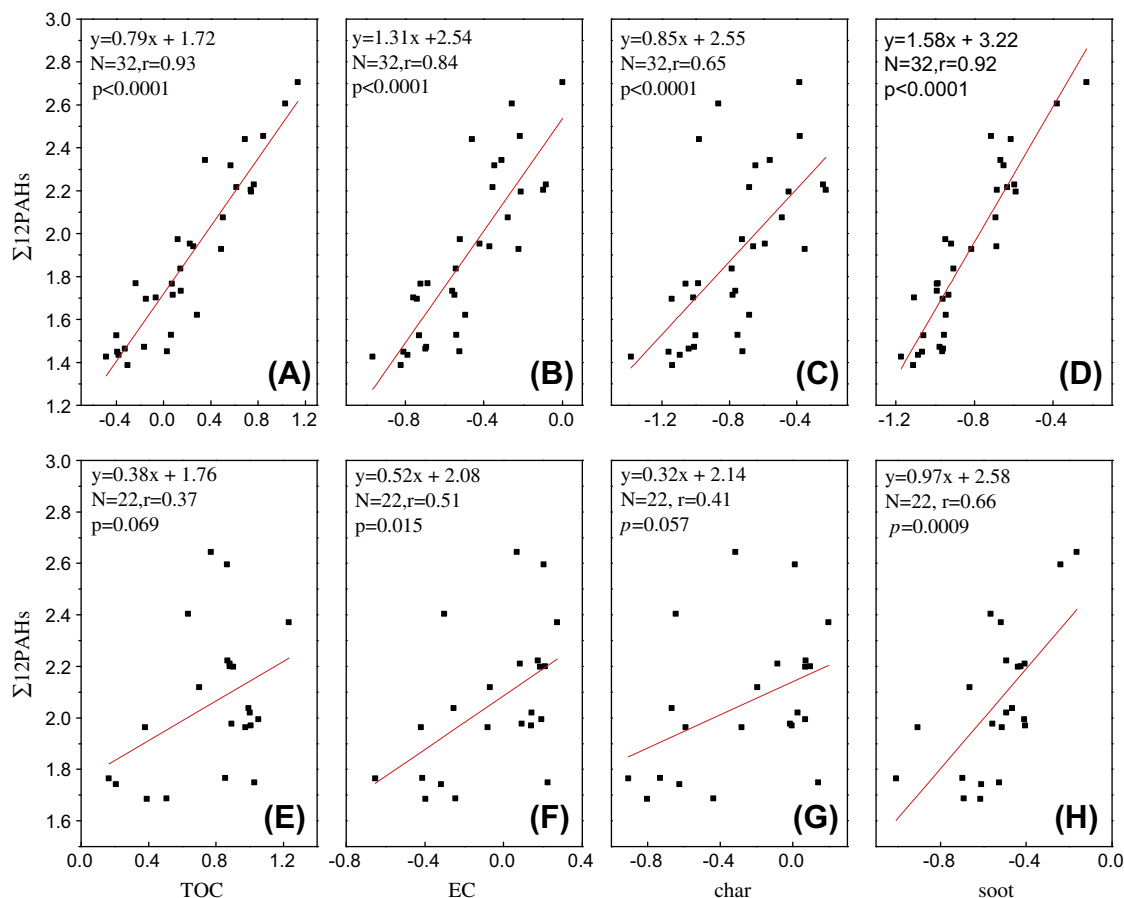 y=0.79x + 1.72
N=32,r=0.93
p<0.0001
(A)
y=1.31x +2.54
N=32,r=0.84
p<0.0001
(B)
y=0.85x + 2.55
N=32,r=0.65
p<0.0001
(C)
y=1.58x + 3.22
N=32,r=0.92
p<0.0001
(D)
Σ12PAHs
3.0
2.8
2.6
2.4
2.2
2.0
1.8
1.6
1.4
1.2
-0.4 0.0 0.4 0.8 1.2
-0.8 -0.4 0.0
-1.2 -0.8 -0.4
-1.2 -0.8 -0.4
y=0.38x + 1.76
N=22,r=0.37
p=0.069
(E)
y=0.52x + 2.08
N=22,r=0.51
p=0.015
(F)
y=0.32x + 2.14
N=22, r=0.41
p=0.057
(G)
y=0.97x + 2.58
N=22, r=0.66
p=0.0009
(H)
Σ12PAHs
3.0
2.8
2.6
2.4
2.2
2.0
1.8
1.6
0.0 0.4 0.8 1.2
-0.8 -0.4 0.0 0.4
-0.8 -0.4 0.0
-0.8 -0.4 0.0
TOC
EC
char
soot